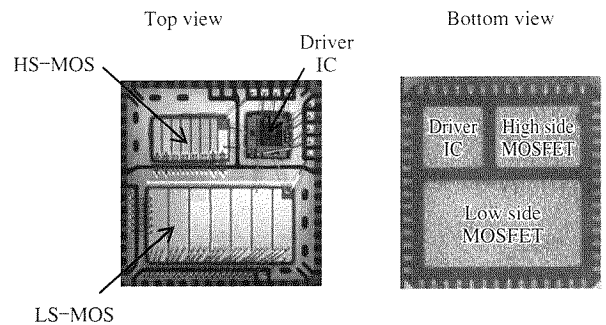 Top view
Bottom view
Driver
IC
HS-MOS
Driver
IC
High side
MOSFET
Low side
MOSFET
LS-MOS